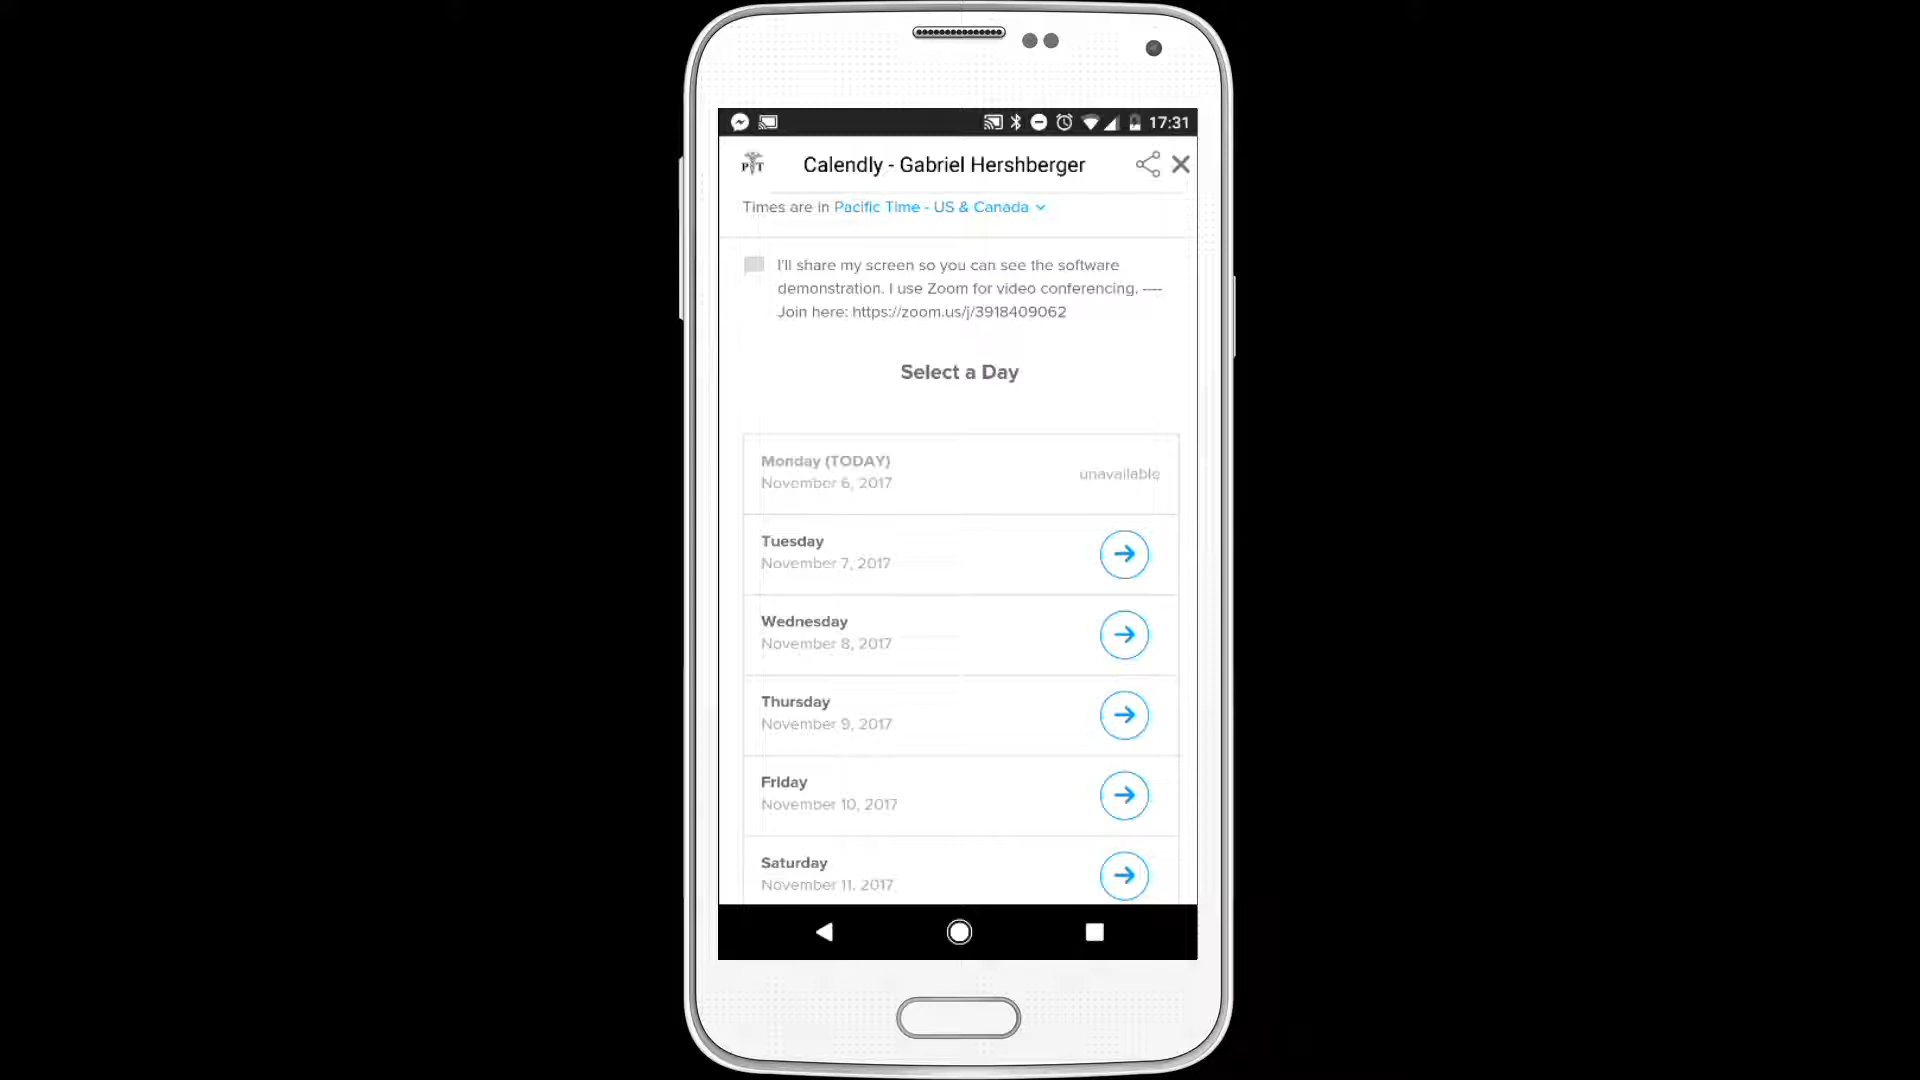 17:31
PT
Calendly - Gabriel Hershberger
Times are in Pacific Time - US & Canada
I'll share my screen so you can see the software
demonstration. I use Zoom for video conferencing. ----
Join here: https://zoom.us/j/3918409062
Select a Day
Monday (TODAY)
November 6, 2017
unavailable
Tuesday
November 7, 2017
Wednesday
November 8, 2017
Thursday
November 9, 2017
Friday
November 10, 2017
Saturday
November 11, 2017